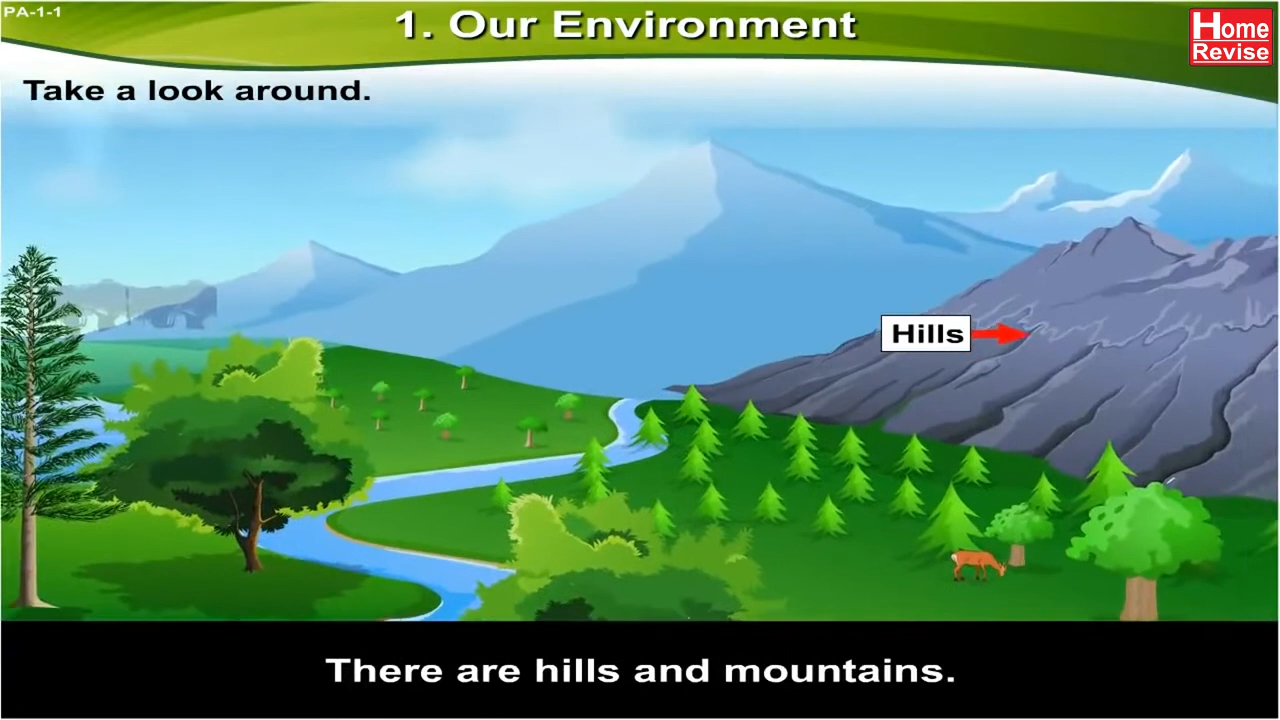 PA-1-1
1. Our Environment
Home
Revise
Take a look around.
Hills
There are hills and mountains.